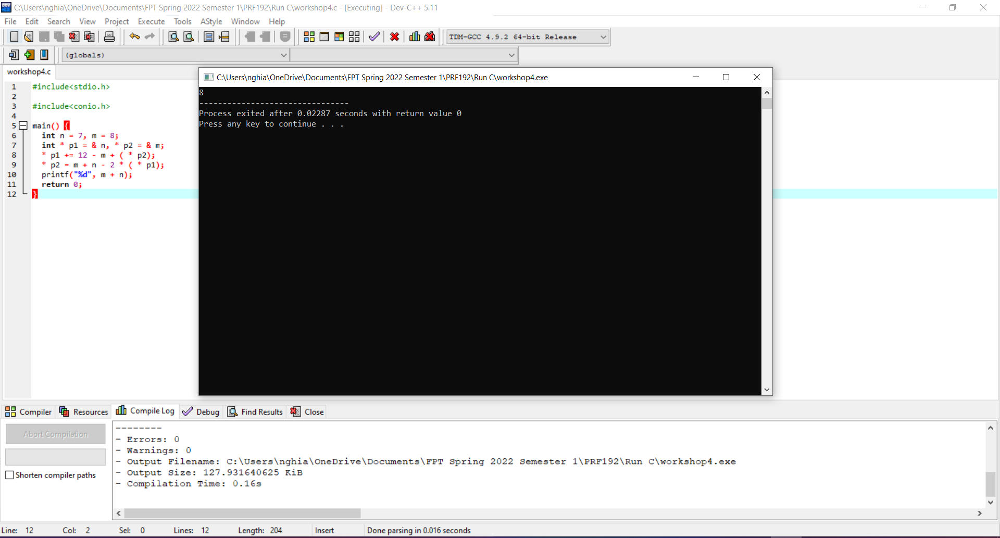 C:\Users\nghia\OneDrive\Documents\FPT Spring 2022 Semester 1\PRF192\Run C\workshop4.c - [Executing] - Dev-C++ 5.11
File Edit Search View Project Execute Tools AStyle Window Help
TDM-GCC 4.9.2 64-bit Release
(globals)
workshop4.c
1 #include<stdio.h>
2
3 #include<conio.h>
4
5 main() {
6 int n = 7, m = 8;
7 int * p1 = & n, * p2 = & m;
8 * p1 += 12 - m + ( * p2);
9 * p2 = m + n - 2 * ( * p1);
10 printf("%d", m + n);
11 return 0;
12 }
C:\Users\nghia\OneDrive\Documents\FPT Spring 2022 Semester 1\PRF192\Run C\workshop4.exe
8
--------------------------------
Process exited after 0.02287 seconds with return value 0
Press any key to continue . . .
Compiler Resources Compile Log Debug Find Results Close
Abort Compilation
Shorten compiler paths
--------
- Errors: 0
- Warnings: 0
- Output Filename: C:\Users\nghia\OneDrive\Documents\FPT Spring 2022 Semester 1\PRF192\Run C\workshop4.exe
- Output Size: 127.931640625 KiB
- Compilation Time: 0.16s
Line: 12 Col: 2 Sel: 0 Lines: 12 Length: 204 Insert Done parsing in 0.016 seconds